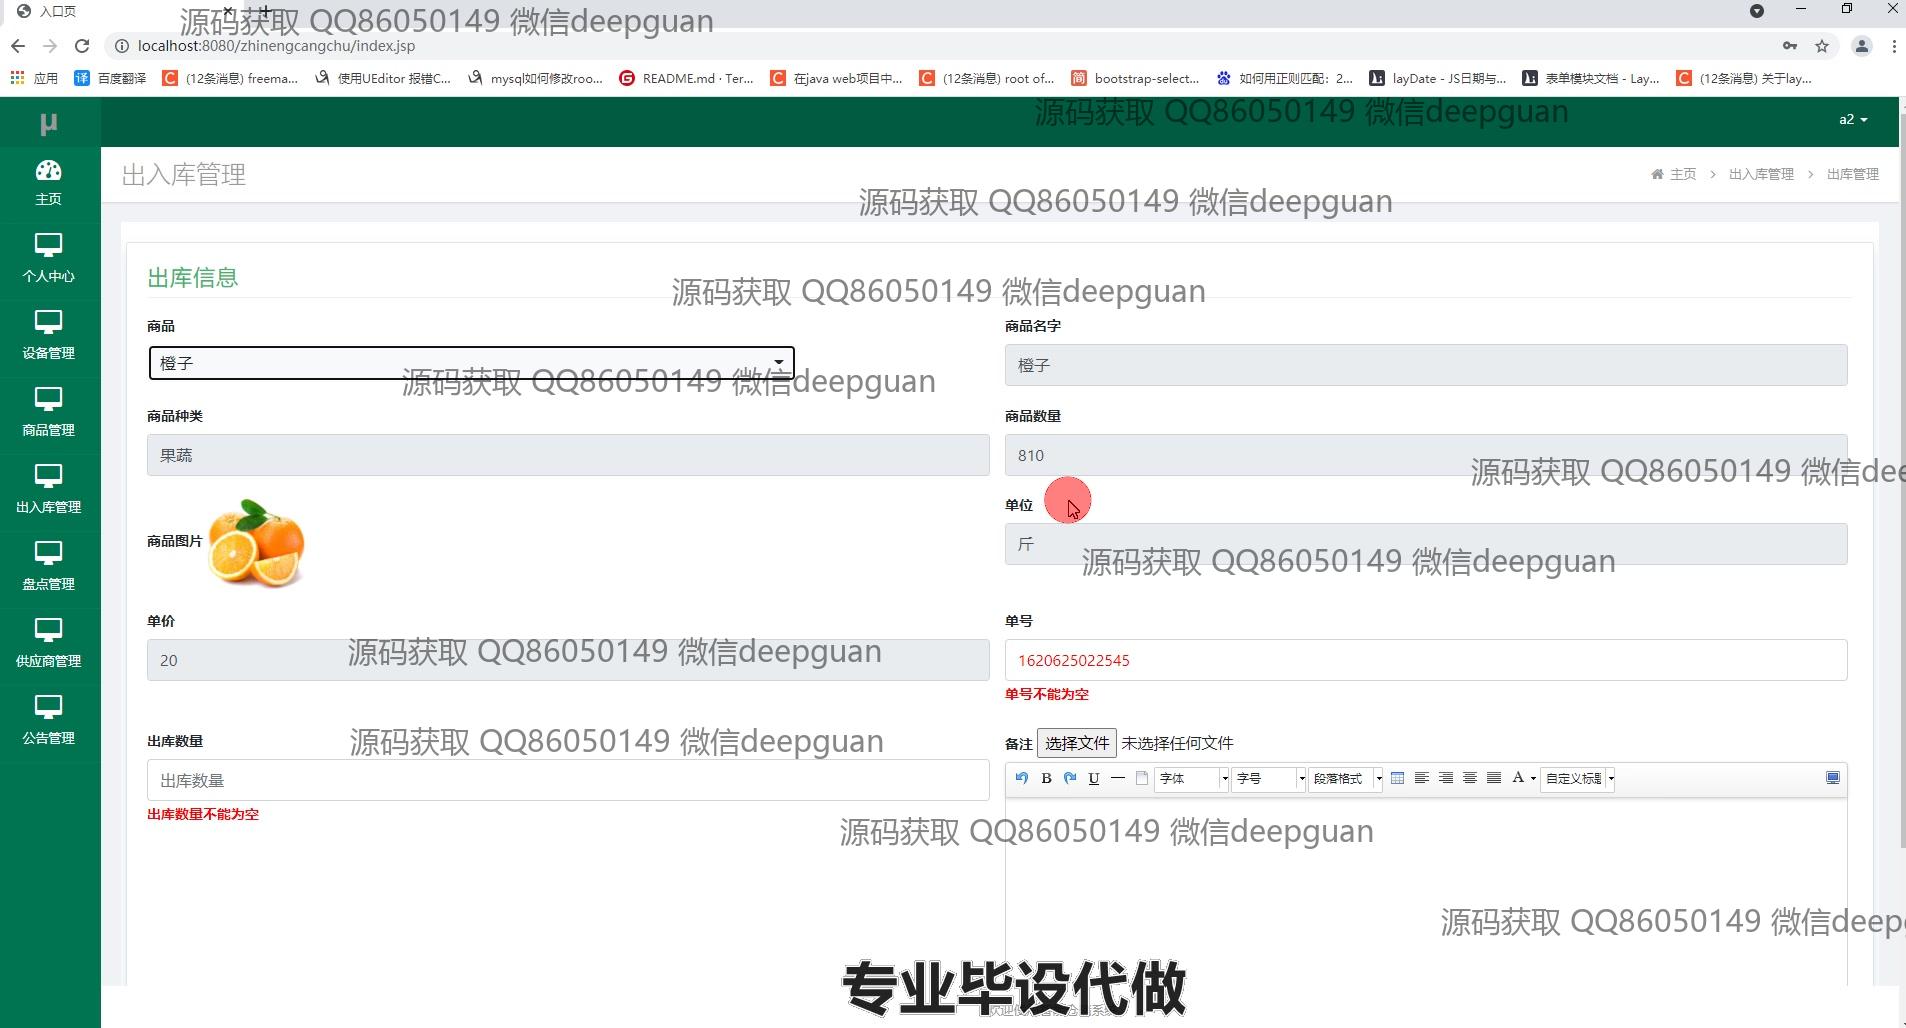 入口页
源码获取 QQ86050149 微信deepguan
localhost:8080/zhinengcangchu/index.jsp
应用 百度翻译 (12条消息) freema... 使用UEditor 报错C... mysql如何修改roo... README.md · Ter... 在java web项目中... (12条消息) root of... bootstrap-select... 如何用正则匹配：2... layDate - JS日期与... 表单模块文档 - Lay... (12条消息) 关于lay...
μ
源码获取 QQ86050149 微信deepguan
a2
主页
个人中心
设备管理
商品管理
出入库管理
盘点管理
供应商管理
公告管理
出入库管理
主页 > 出入库管理 > 出库管理
源码获取 QQ86050149 微信deepguan
出库信息
源码获取 QQ86050149 微信deepguan
商品
橙子
商品名字
橙子
源码获取 QQ86050149 微信deepguan
商品种类
果蔬
商品数量
810
源码获取 QQ86050149 微信dee
商品图片
单位
斤
源码获取 QQ86050149 微信deepguan
单价
20
源码获取 QQ86050149 微信deepguan
单号
1620625022545
单号不能为空
出库数量
出库数量
出库数量不能为空
源码获取 QQ86050149 微信deepguan
备注 选择文件 未选择任何文件
B U 字体 字号 段落格式 A 自定义标题
源码获取 QQ86050149 微信deepguan
源码获取 QQ86050149 微信deep
专业毕设代做